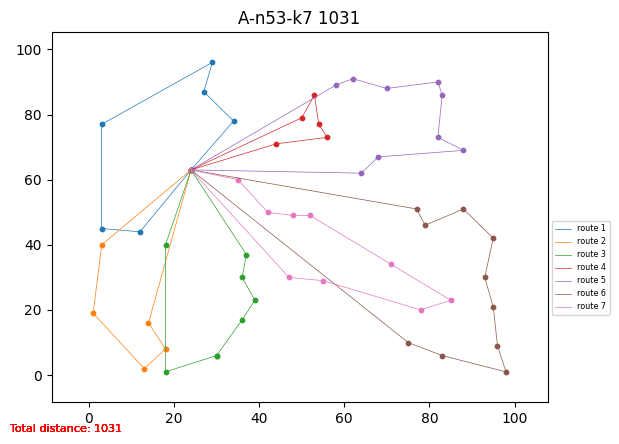 A-n53-k7 1031
100
80
60
40
20
0
0 20 40 60 80 100
route 1
route 2
route 3
route 4
route 5
route 6
route 7
Total distance: 1031